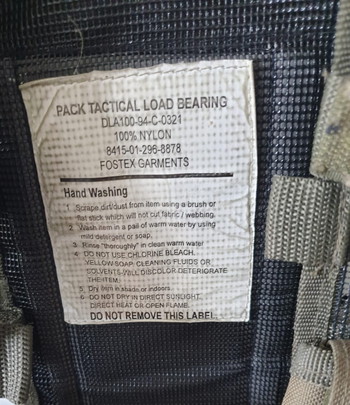 PACK TACTICAL LOAD BEARING
DLA100-94-C-0321
100% NYLON
8415-01-296-8878
FOSTEX GARMENTS
Hand Washing
1. Scrape dirt/dust from item using a brush or
flat stick which will not cut fabric / webbing.
2. Wash item in a pail of warm water by using
mild detergent or soap.
3. Rinse "thoroughly" in clean warm water
4. DO NOT USE CHLORINE BLEACH,
YELLOW SOAP, CLEANING FLUIDS OR
SOLVENTS-WILL DISCOLOR,DETERIORATE
THE ITEM.
5. Dry item in shade or indoors.
6. DO NOT DRY IN DIRECT SUNLIGHT,
DIRECT HEAT OR OPEN FLAME.
DO NOT REMOVE THIS LABEL.